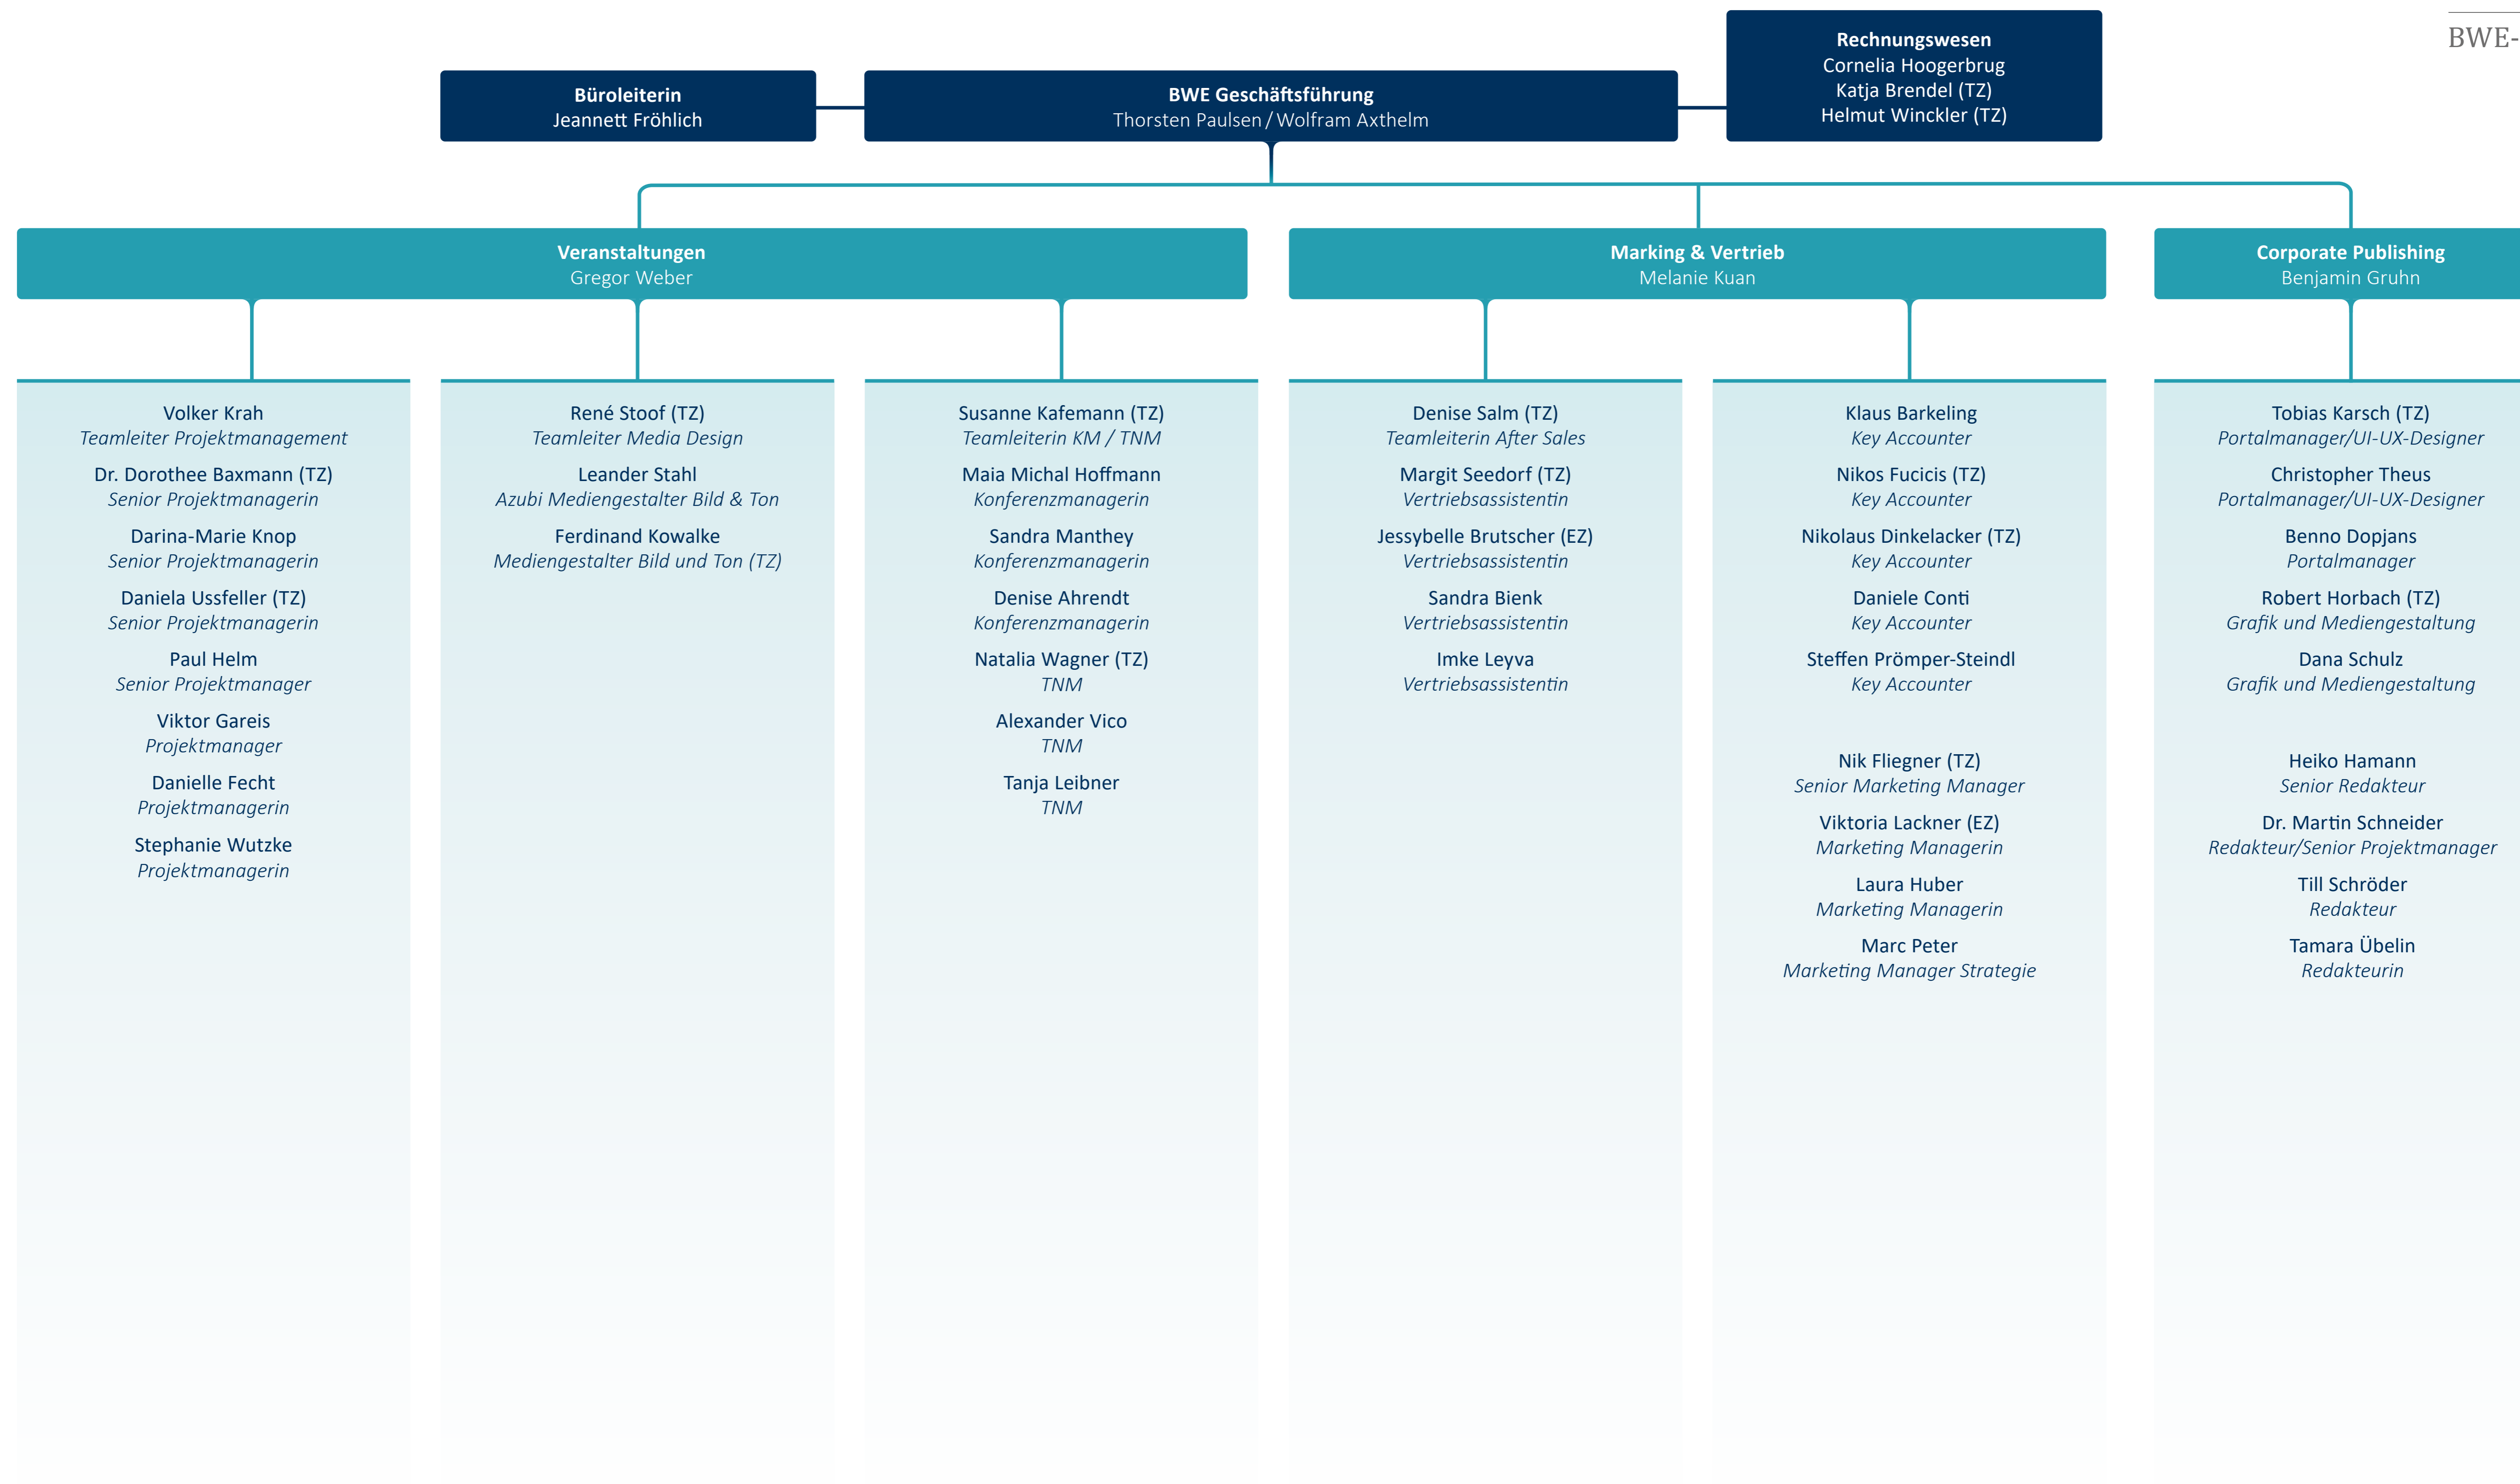 BWE-
Rechnungswesen
Cornelia Hoogerbrug
Katja Brendel (TZ)
Helmut Winckler (TZ)
Büroleiterin
Jeannett Fröhlich
BWE Geschäftsführung
Thorsten Paulsen / Wolfram Axthelm
Veranstaltungen
Gregor Weber
Marking & Vertrieb
Melanie Kuan
Corporate Publishing
Benjamin Gruhn
Volker Krah
Teamleiter Projektmanagement
Dr. Dorothee Baxmann (TZ)
Senior Projektmanagerin
Darina-Marie Knop
Senior Projektmanagerin
Daniela Ussfeller (TZ)
Senior Projektmanagerin
Paul Helm
Senior Projektmanager
Viktor Gareis
Projektmanager
Danielle Fecht
Projektmanagerin
Stephanie Wutzke
Projektmanagerin
René Stoof (TZ)
Teamleiter Media Design
Leander Stahl
Azubi Mediengestalter Bild & Ton
Ferdinand Kowalke
Mediengestalter Bild und Ton (TZ)
Susanne Kafemann (TZ)
Teamleiterin KM / TNM
Maia Michal Hoffmann
Konferenzmanagerin
Sandra Manthey
Konferenzmanagerin
Denise Ahrendt
Konferenzmanagerin
Natalia Wagner (TZ)
TNM
Alexander Vico
TNM
Tanja Leibner
TNM
Denise Salm (TZ)
Teamleiterin After Sales
Margit Seedorf (TZ)
Vertriebsassistentin
Jessybelle Brutscher (EZ)
Vertriebsassistentin
Sandra Bienk
Vertriebsassistentin
Imke Leyva
Vertriebsassistentin
Klaus Barkeling
Key Accounter
Nikos Fucicis (TZ)
Key Accounter
Nikolaus Dinkelacker (TZ)
Key Accounter
Daniele Conti
Key Accounter
Steffen Prömper-Steindl
Key Accounter
Nik Fliegner (TZ)
Senior Marketing Manager
Viktoria Lackner (EZ)
Marketing Managerin
Laura Huber
Marketing Managerin
Marc Peter
Marketing Manager Strategie
Tobias Karsch (TZ)
Portalmanager/UI-UX-Designer
Christopher Theus
Portalmanager/UI-UX-Designer
Benno Dopjans
Portalmanager
Robert Horbach (TZ)
Grafik und Mediengestaltung
Dana Schulz
Grafik und Mediengestaltung
Heiko Hamann
Senior Redakteur
Dr. Martin Schneider
Redakteur/Senior Projektmanager
Till Schröder
Redakteur
Tamara Übelin
Redakteurin